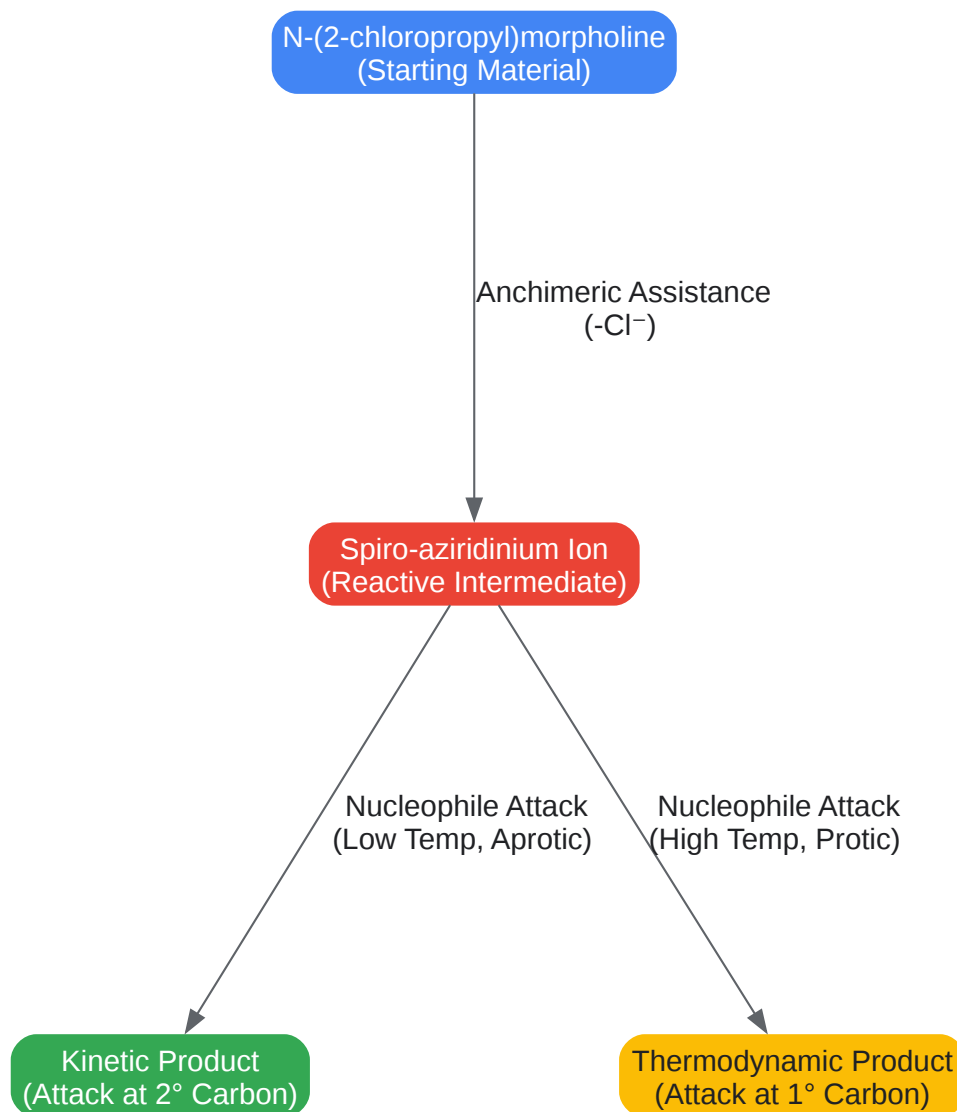 N-(2-chloropropyl)morpholine
(Starting Material)
Anchimeric Assistance
(-Cl⁻)
Spiro-aziridinium Ion
(Reactive Intermediate)
Nucleophile Attack
(Low Temp, Aprotic)
Nucleophile Attack
(High Temp, Protic)
Kinetic Product
(Attack at 2° Carbon)
Thermodynamic Product
(Attack at 1° Carbon)